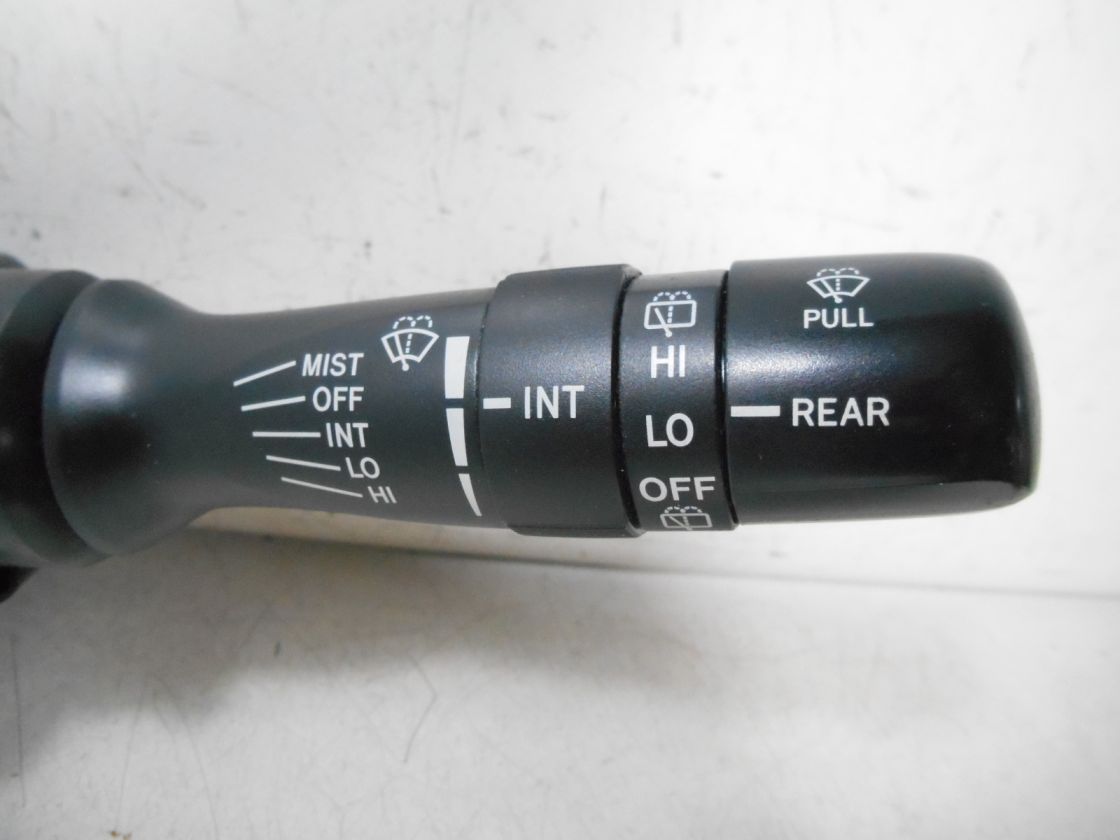 MIST
OFF
INT
LO
HI
INT
HI
LO
OFF
PULL
REAR